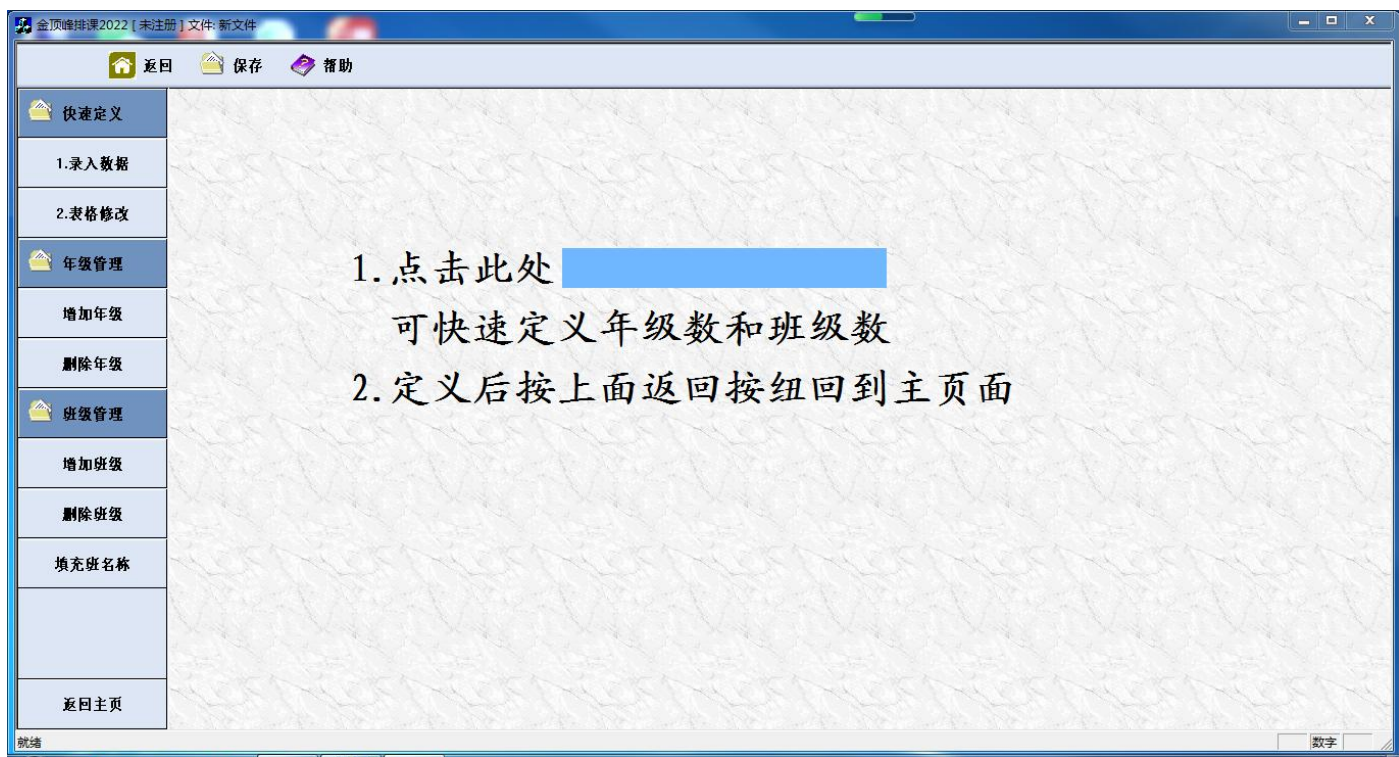 金顶峰排课2022 [ 未注册 ] 文件: 新文件
返回 保存 帮助
快速定义
1.录入数据
2.表格修改
年级管理
增加年级
删除年级
班级管理
增加班级
删除班级
填充班名称
返回主页
1.点击此处
可快速定义年级数和班级数
2.定义后按上面返回按钮回到主页面
就绪
数字